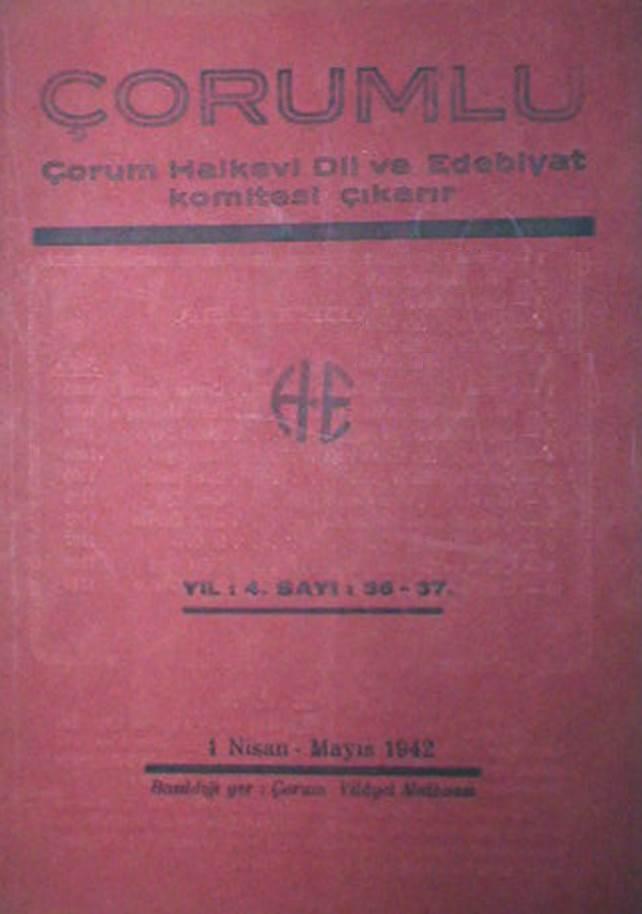 ÇORUMLU
Çorum Halkevi Dil ve Edebiyat
komitesi çıkarır
HE
YIL : 4. SAYI : 36 - 37.
1 Nisan - Mayıs 1942
Basıldığı yer : Çorum Vilâyet Matbaası